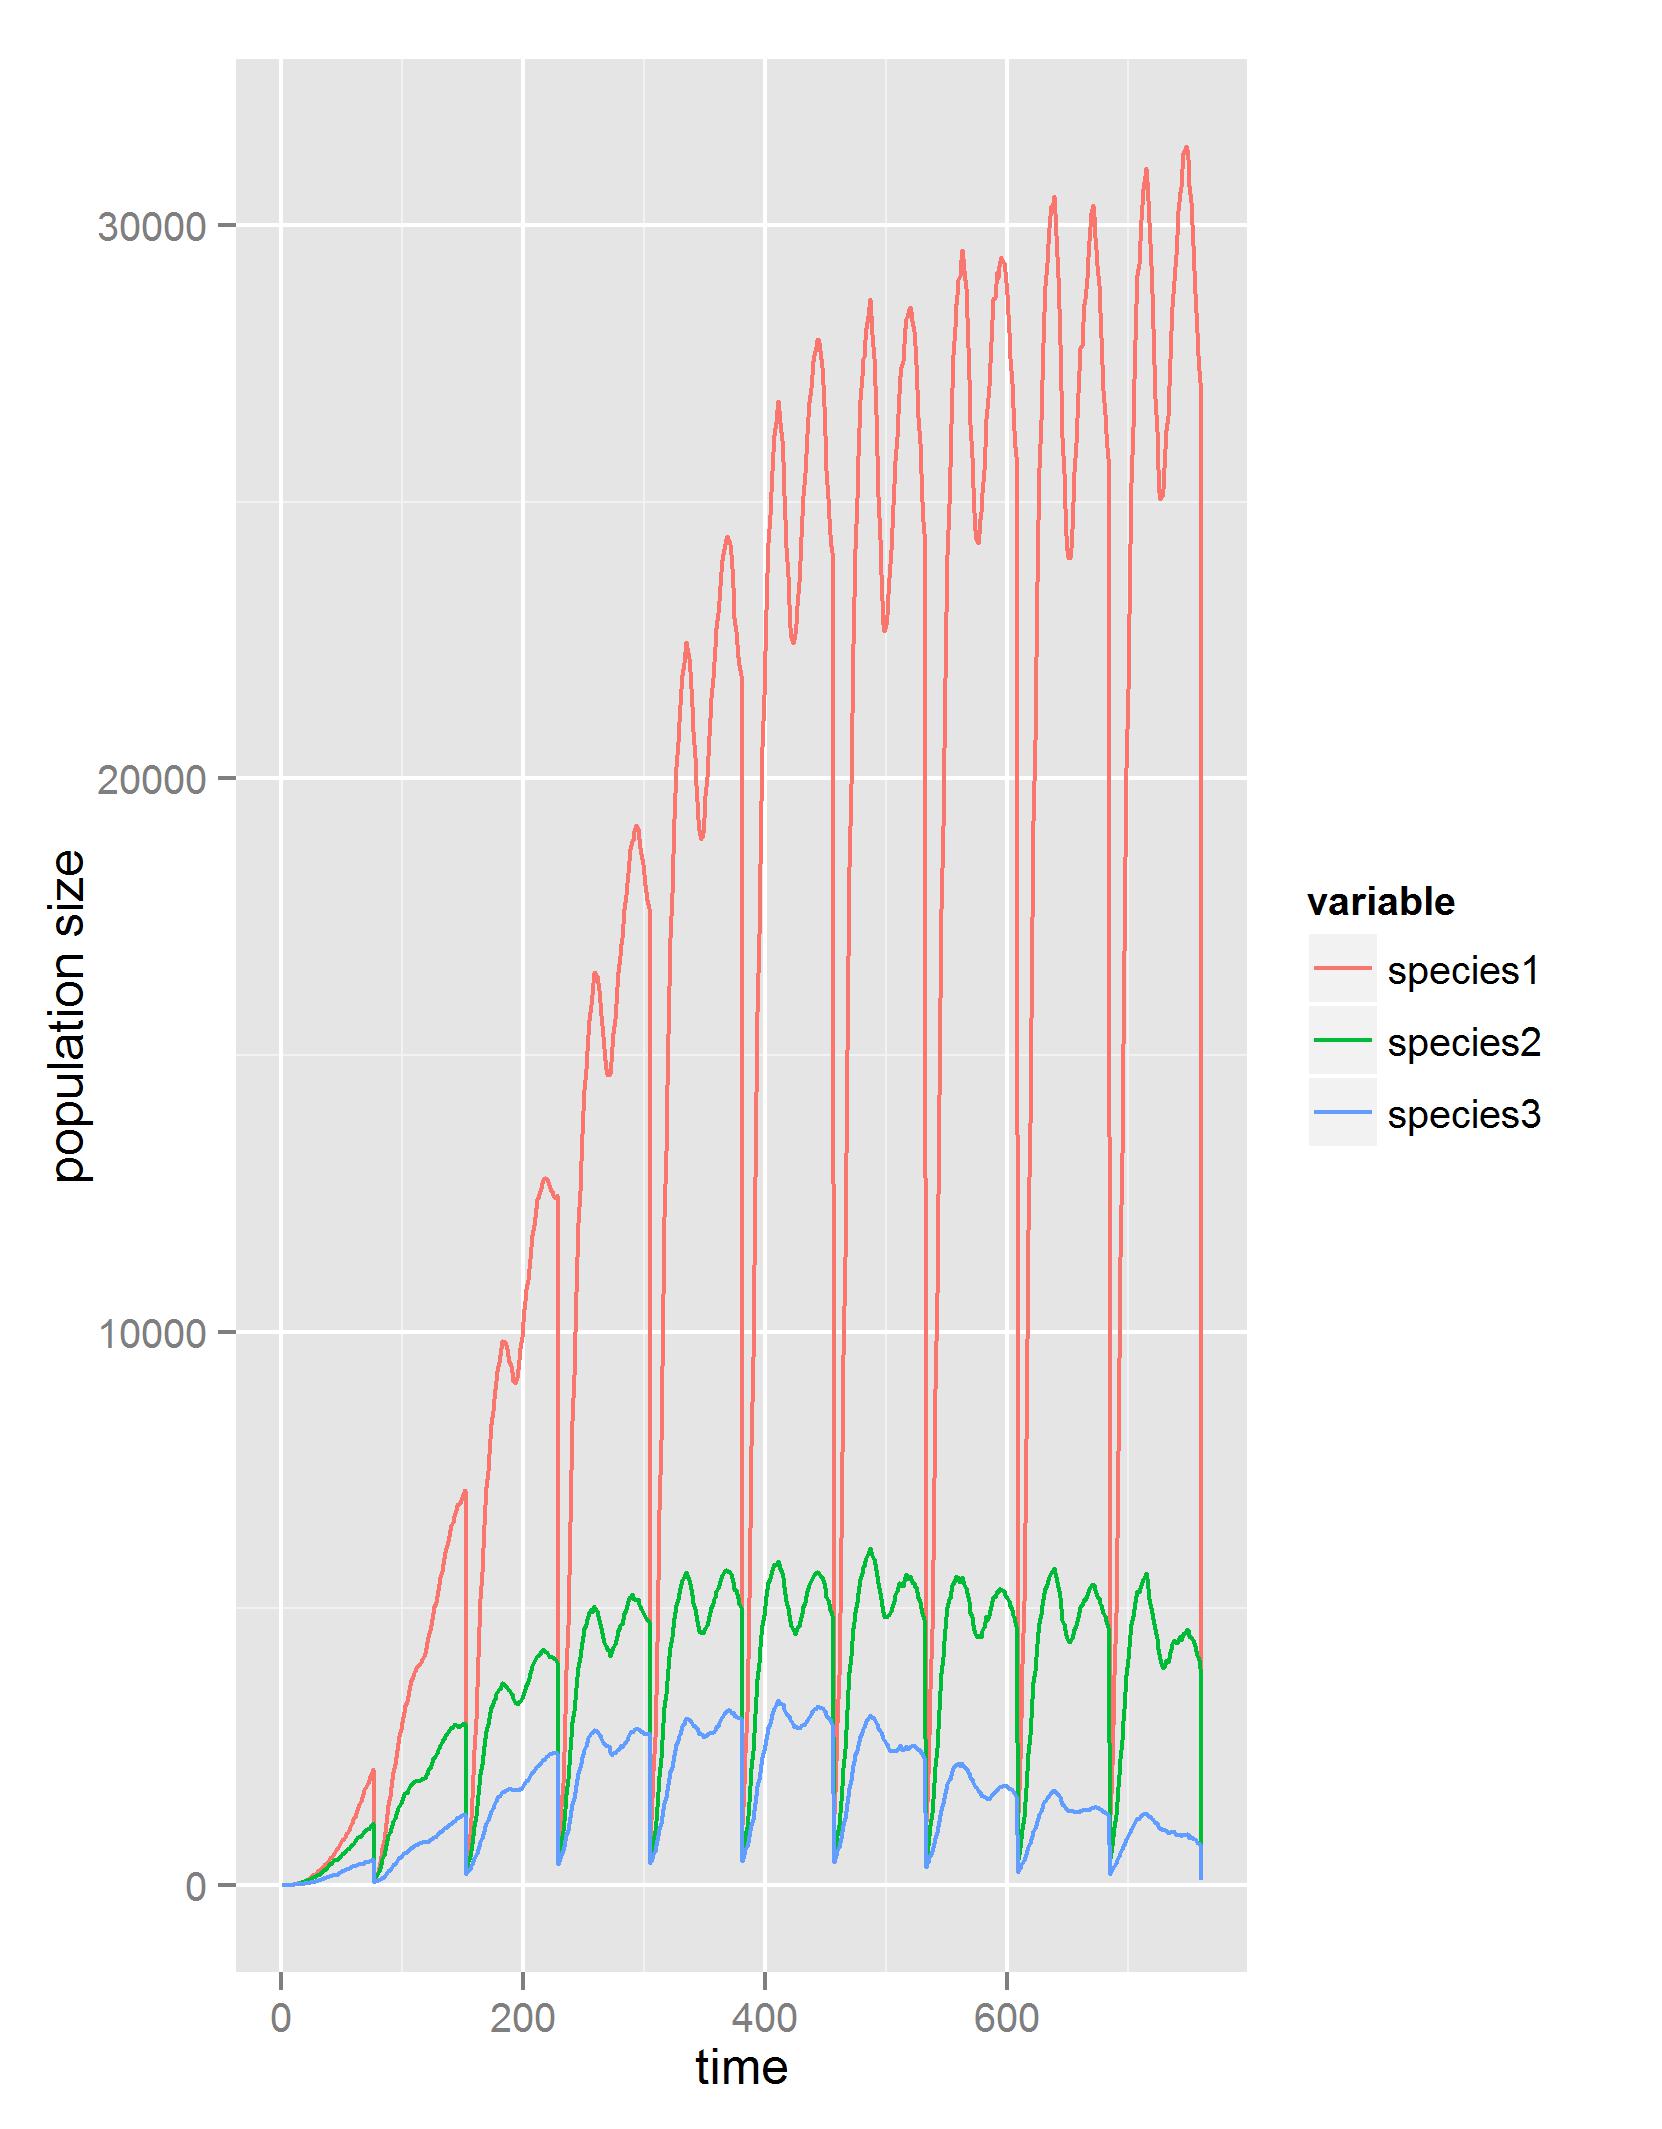 population size
30000
20000
10000
0
0 200 400 600
time
variable
species1
species2
species3